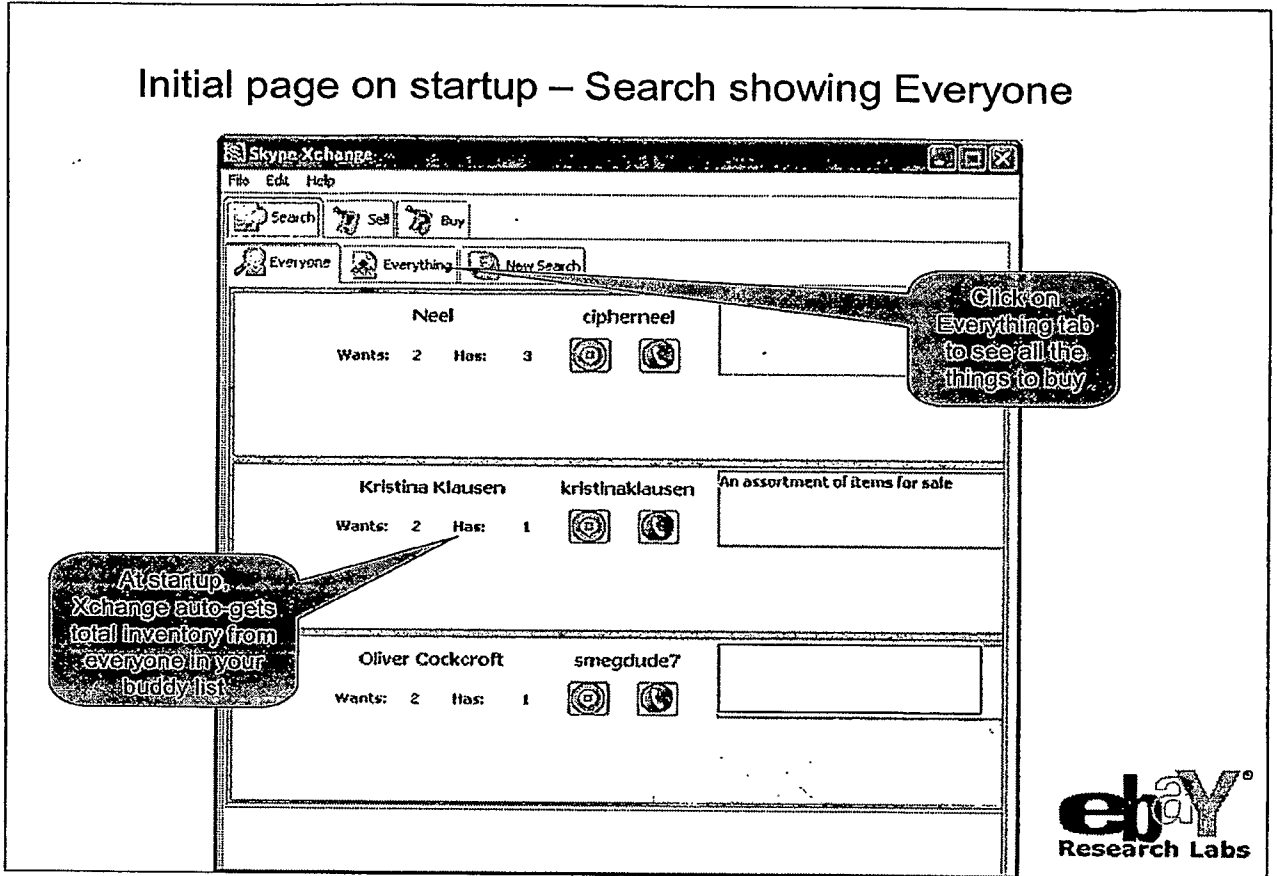 Initial page on startup – Search showing Everyone
Skype Xchange
File Edit Help
Search Sell Buy
Everyone Everything New Search
Neel cipherneel
Wants: 2 Has: 3
Click on
Everything tab
to see all the
things to buy
Kristina Klausen kristinaklausen
An assortment of items for sale
Wants: 2 Has: 1
At startup,
Xchange auto-gets
total inventory from
everyone in your
buddy list
Oliver Cockcroft smegdude7
Wants: 2 Has: 1
ebaY®
Research Labs